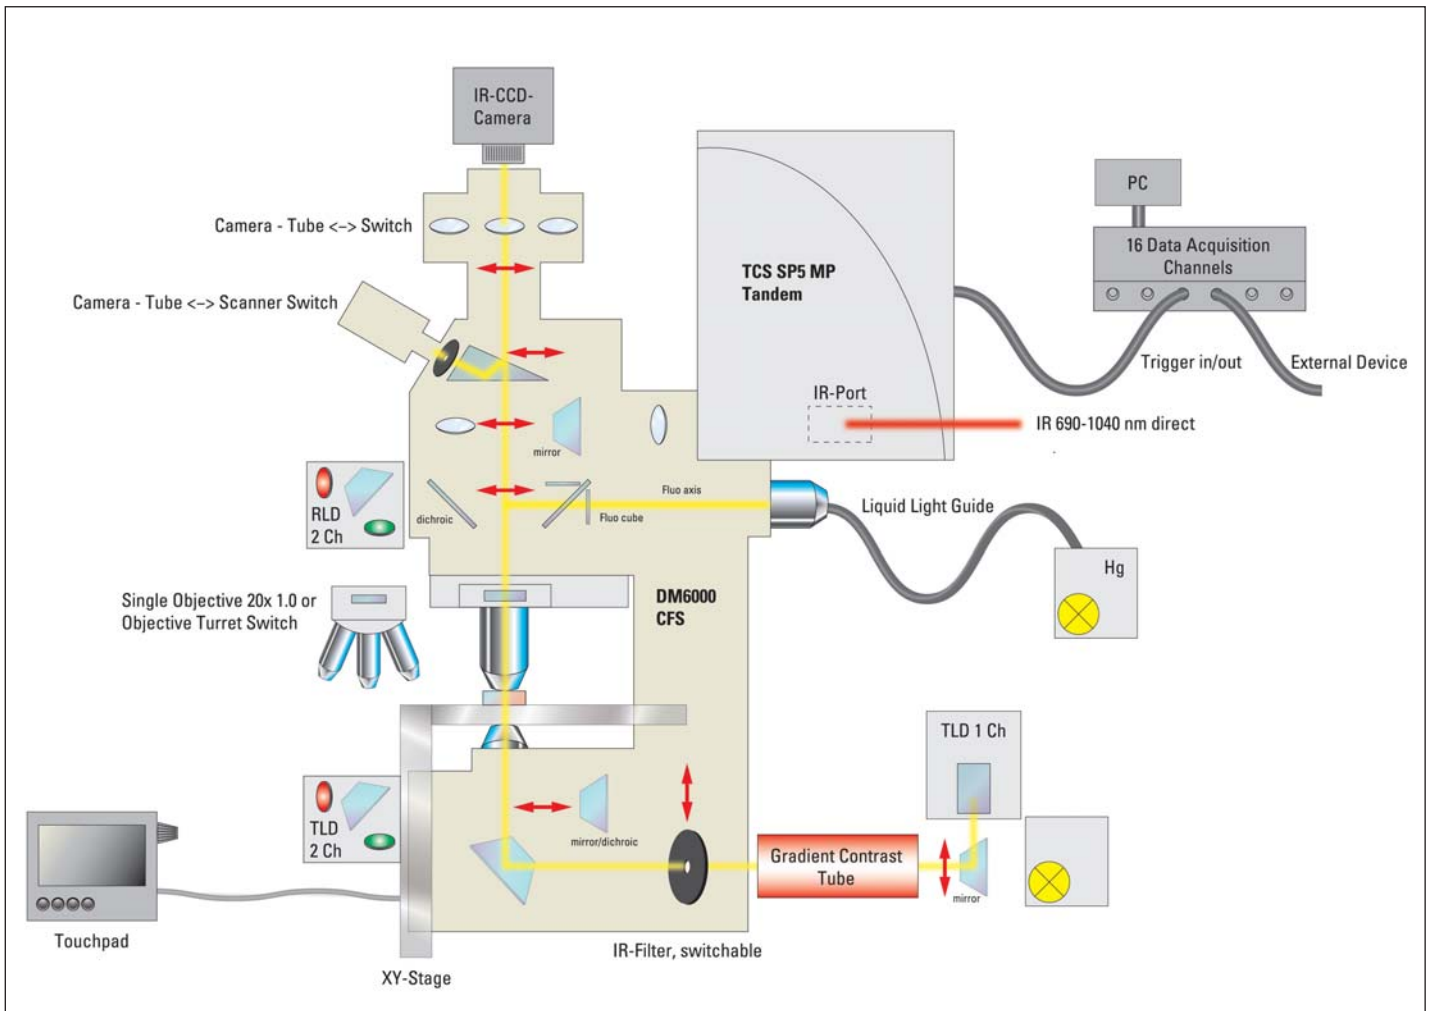 IR-CCD-
Camera
Camera - Tube <–> Switch
Camera - Tube <–> Scanner Switch
TCS SP5 MP
Tandem
PC
16 Data Acquisition
Channels
Trigger in/out
External Device
IR-Port
IR 690-1040 nm direct
mirror
RLD
2 Ch
dichroic
Fluo axis
Fluo cube
Liquid Light Guide
Hg
Single Objective 20x 1.0 or
Objective Turret Switch
DM6000
CFS
TLD 1 Ch
TLD
2 Ch
mirror/dichroic
Gradient Contrast
Tube
mirror
Touchpad
IR-Filter, switchable
XY-Stage